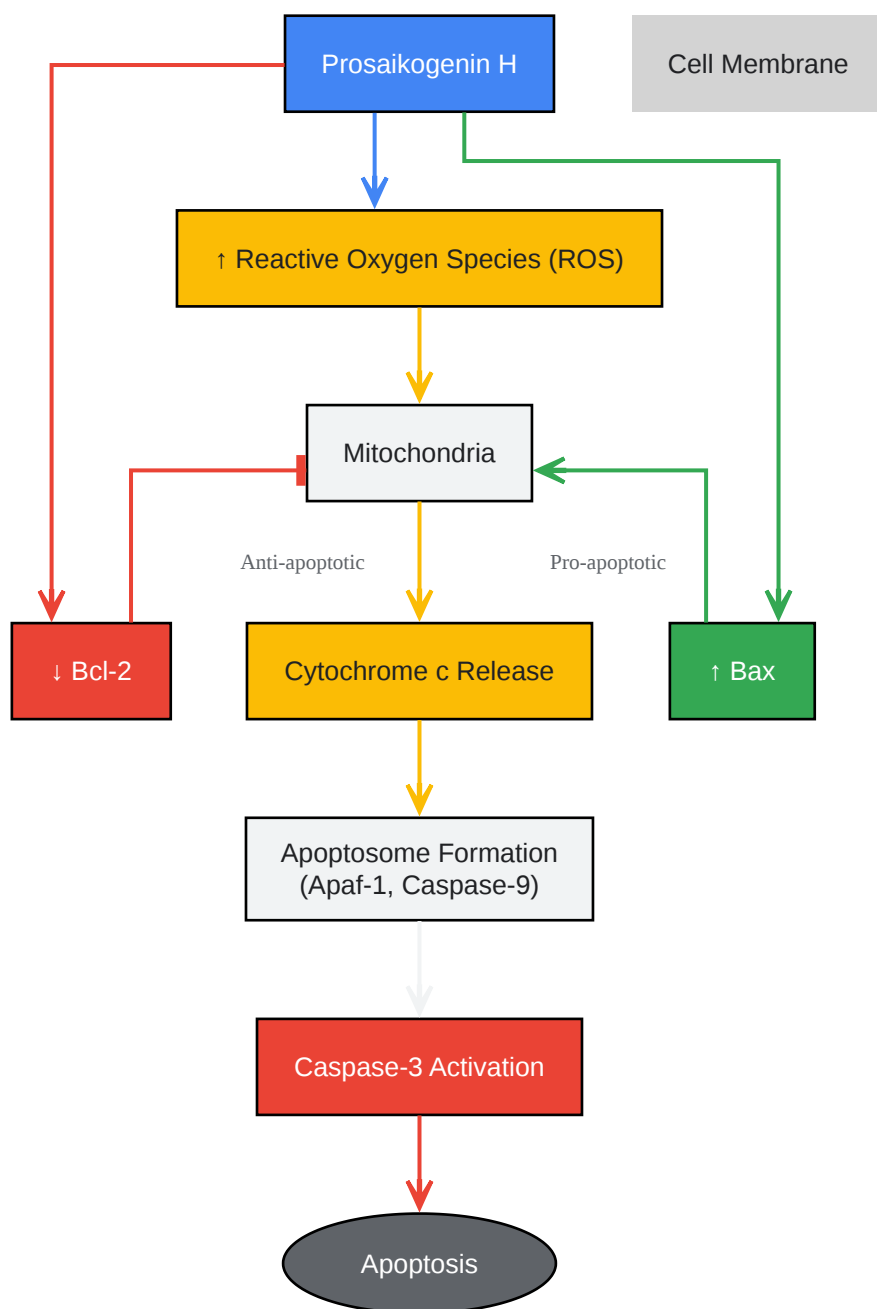 Prosaikogenin H
Cell Membrane
↑ Reactive Oxygen Species (ROS)
Mitochondria
Anti-apoptotic
Pro-apoptotic
↓ Bcl-2
Cytochrome c Release
↑ Bax
Apoptosome Formation
(Apaf-1, Caspase-9)
Caspase-3 Activation
Apoptosis